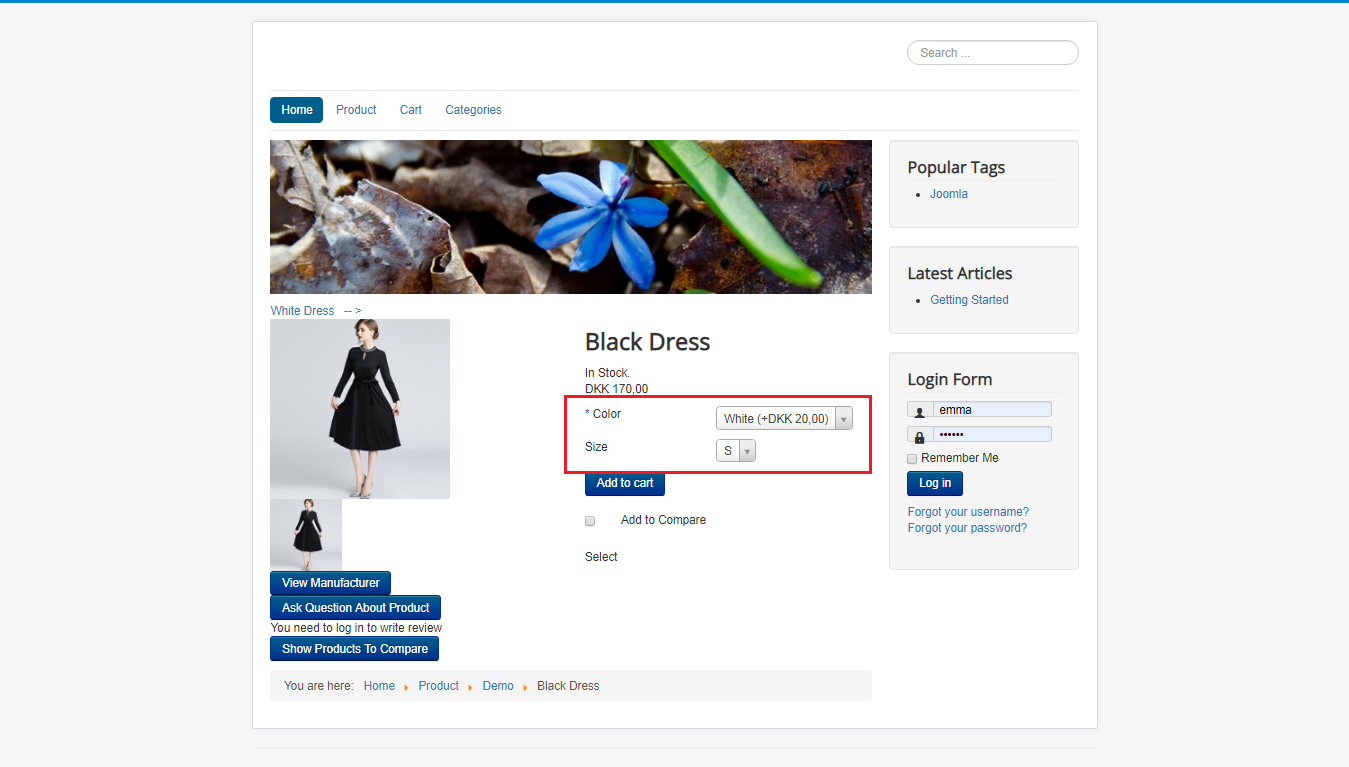 Search ...
Home Product Cart Categories
White Dress -- >
Black Dress
In Stock.
DKK 170,00
* Color White (+DKK 20,00)
Size S
Add to cart
Add to Compare
Select
View Manufacturer
Ask Question About Product
You need to log in to write review
Show Products To Compare
You are here: Home Product Demo Black Dress
Popular Tags
Joomla
Latest Articles
Getting Started
Login Form
emma
••••••
Remember Me
Log in
Forgot your username?
Forgot your password?